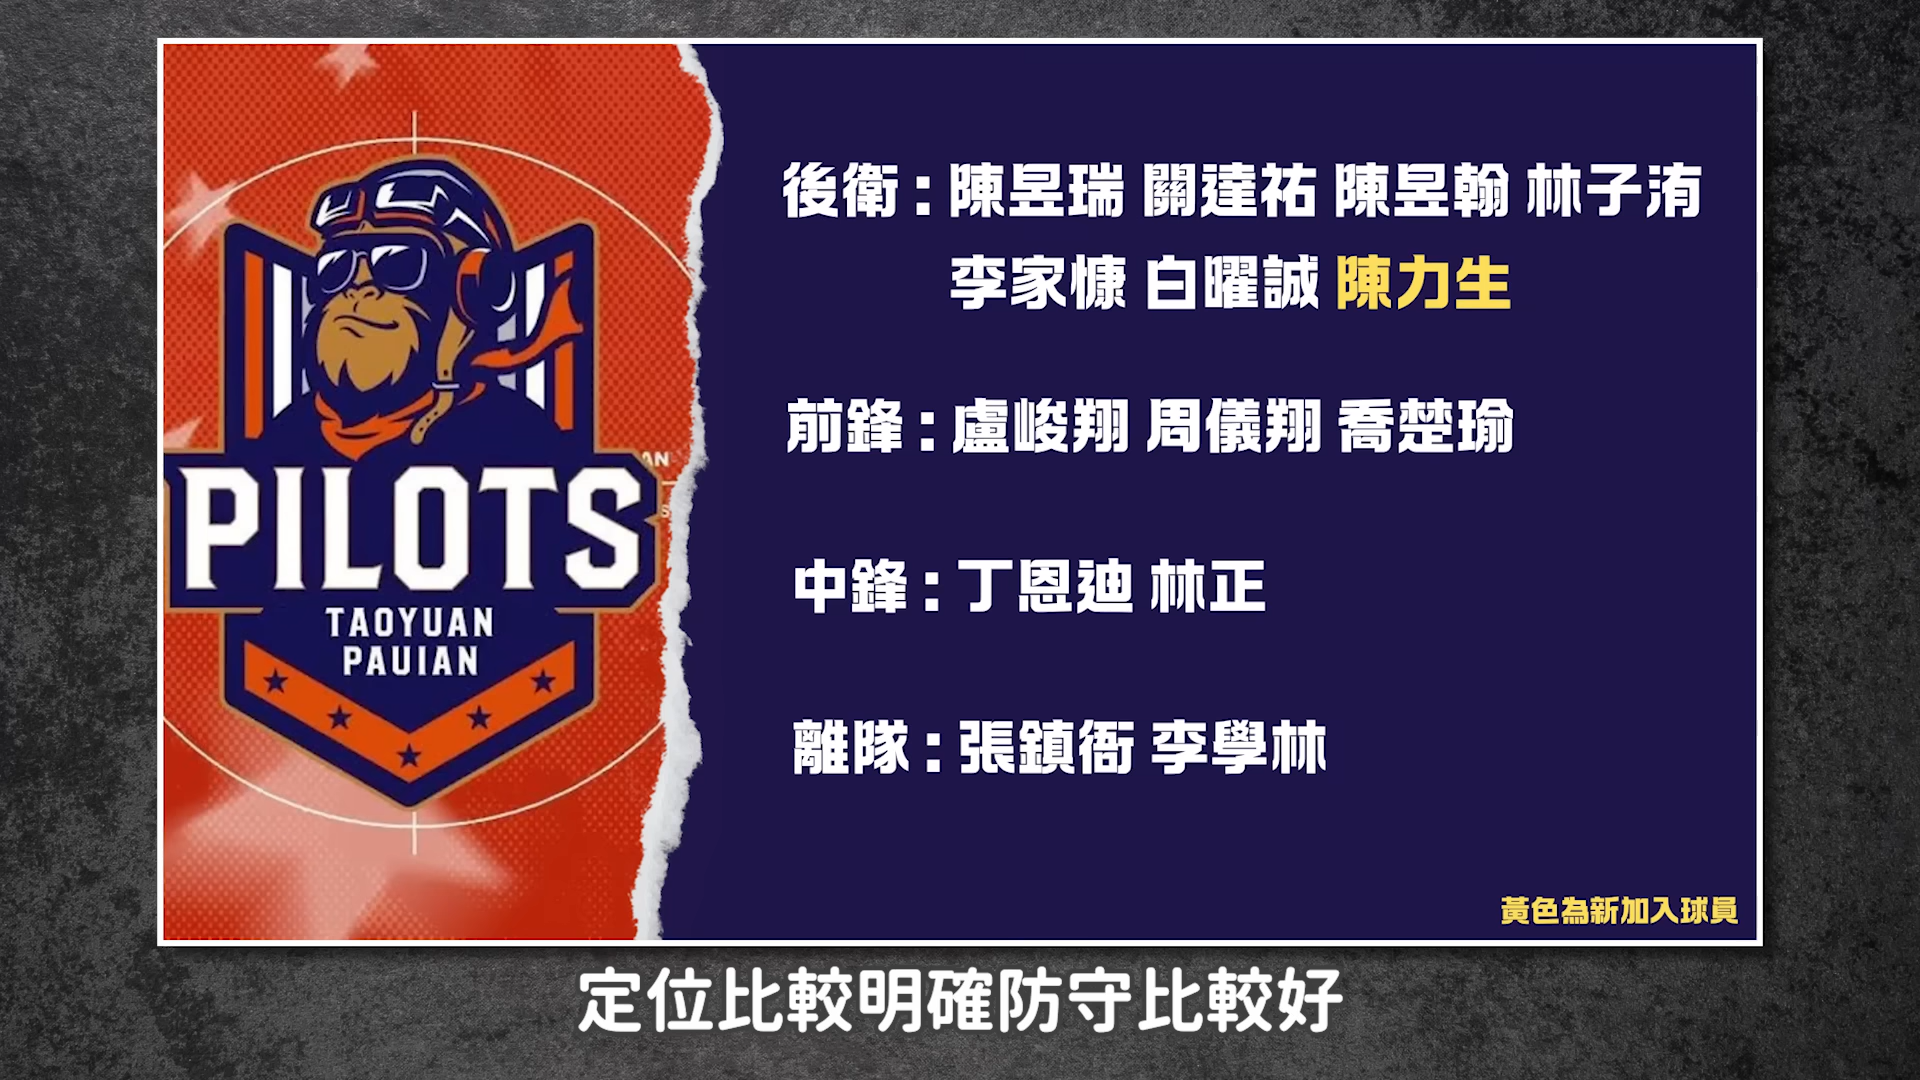 後衛：陳昱瑞 關達祐 陳昱翰 林子洧
李家慷 白曜誠 陳力生
前鋒：盧峻翔 周儀翔 喬楚瑜
中鋒：丁恩迪 林正
離隊：張鎮衙 李學林
PILOTS
TAOYUAN
PAUIAN
AN
S
黃色為新加入球員
定位比較明確防守比較好